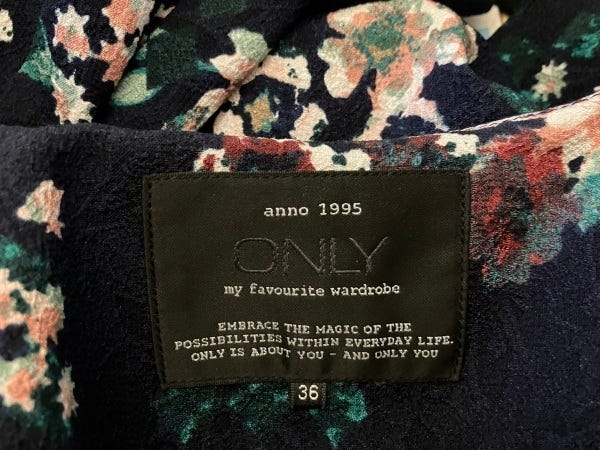 anno 1995
ONLY
my favourite wardrobe
EMBRACE THE MAGIC OF THE
POSSIBILITIES WITHIN EVERYDAY LIFE.
ONLY IS ABOUT YOU - AND ONLY YOU
36